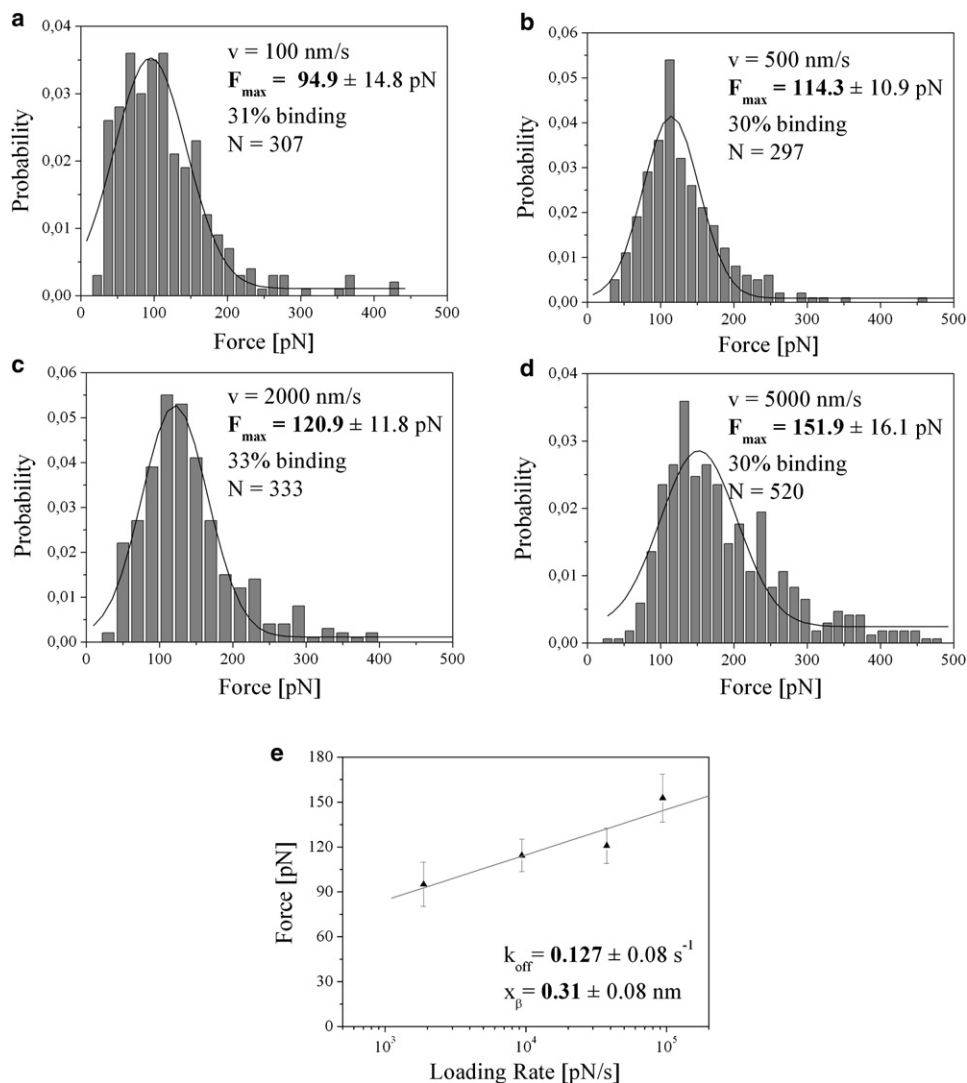 a
0,04
0,03
0,02
0,01
0,00
Probability
v = 100 nm/s
F_max = 94.9 ± 14.8 pN
31% binding
N = 307
0 100 200 300 400 500
Force [pN]
b
0,06
0,05
0,04
0,03
0,02
0,01
0,00
Probability
v = 500 nm/s
F_max = 114.3 ± 10.9 pN
30% binding
N = 297
0 100 200 300 400 500
Force [pN]
c
0,06
0,05
0,04
0,03
0,02
0,01
0,00
Probability
v = 2000 nm/s
F_max = 120.9 ± 11.8 pN
33% binding
N = 333
0 100 200 300 400 500
Force [pN]
d
0,04
0,03
0,02
0,01
0,00
Probability
v = 5000 nm/s
F_max = 151.9 ± 16.1 pN
30% binding
N = 520
0 100 200 300 400 500
Force [pN]
e
180
150
120
90
60
30
0
Force [pN]
k_off = 0.127 ± 0.08 s^-1
x_β = 0.31 ± 0.08 nm
10^3 10^4 10^5
Loading Rate [pN/s]